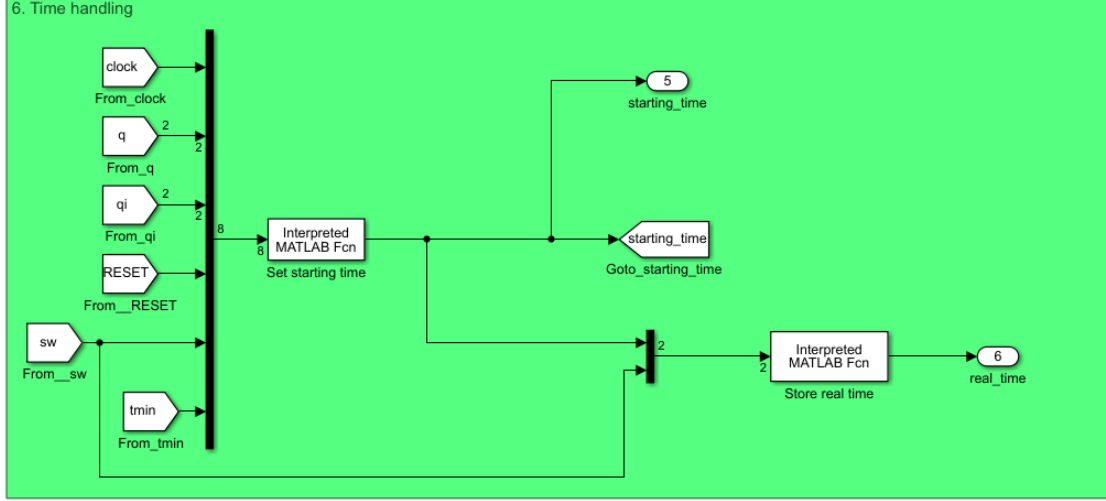 6. Time handling
clock
From_clock
q
2
2
From_q
qi
2
2
From_qi
RESET
From__RESET
sw
From__sw
tmin
From_tmin
8
8
Interpreted
MATLAB Fcn
Set starting time
5
starting_time
starting_time
Goto_starting_time
2
2
Interpreted
MATLAB Fcn
Store real time
6
real_time